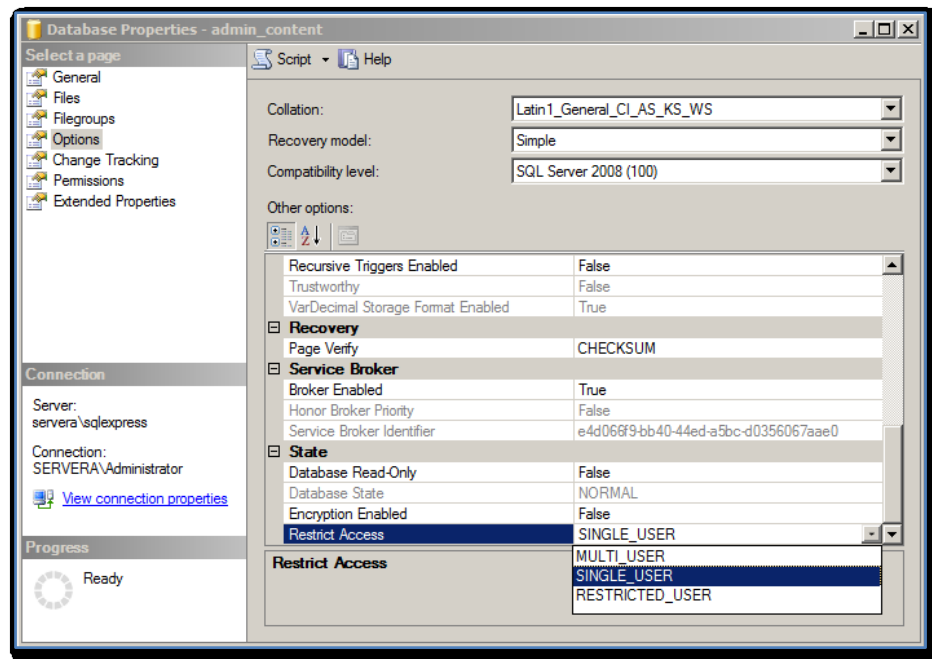 Database Properties - admin_content
Select a page
General
Files
Filegroups
Options
Change Tracking
Permissions
Extended Properties
Connection
Server:
servera\sqlexpress
Connection:
SERVERA\Administrator
View connection properties
Progress
Ready
Script Help
Collation: Latin1_General_CI_AS_KS_WS
Recovery model: Simple
Compatibility level: SQL Server 2008 (100)
Other options:
Recursive Triggers Enabled False
Trustworthy False
VarDecimal Storage Format Enabled True
Recovery
Page Verify CHECKSUM
Service Broker
Broker Enabled True
Honor Broker Priority False
Service Broker Identifier e4d066f9-bb40-44ed-a5bc-d0356067aae0
State
Database Read-Only False
Database State NORMAL
Encryption Enabled False
Restrict Access SINGLE_USER
MULTI_USER
SINGLE_USER
RESTRICTED_USER
Restrict Access